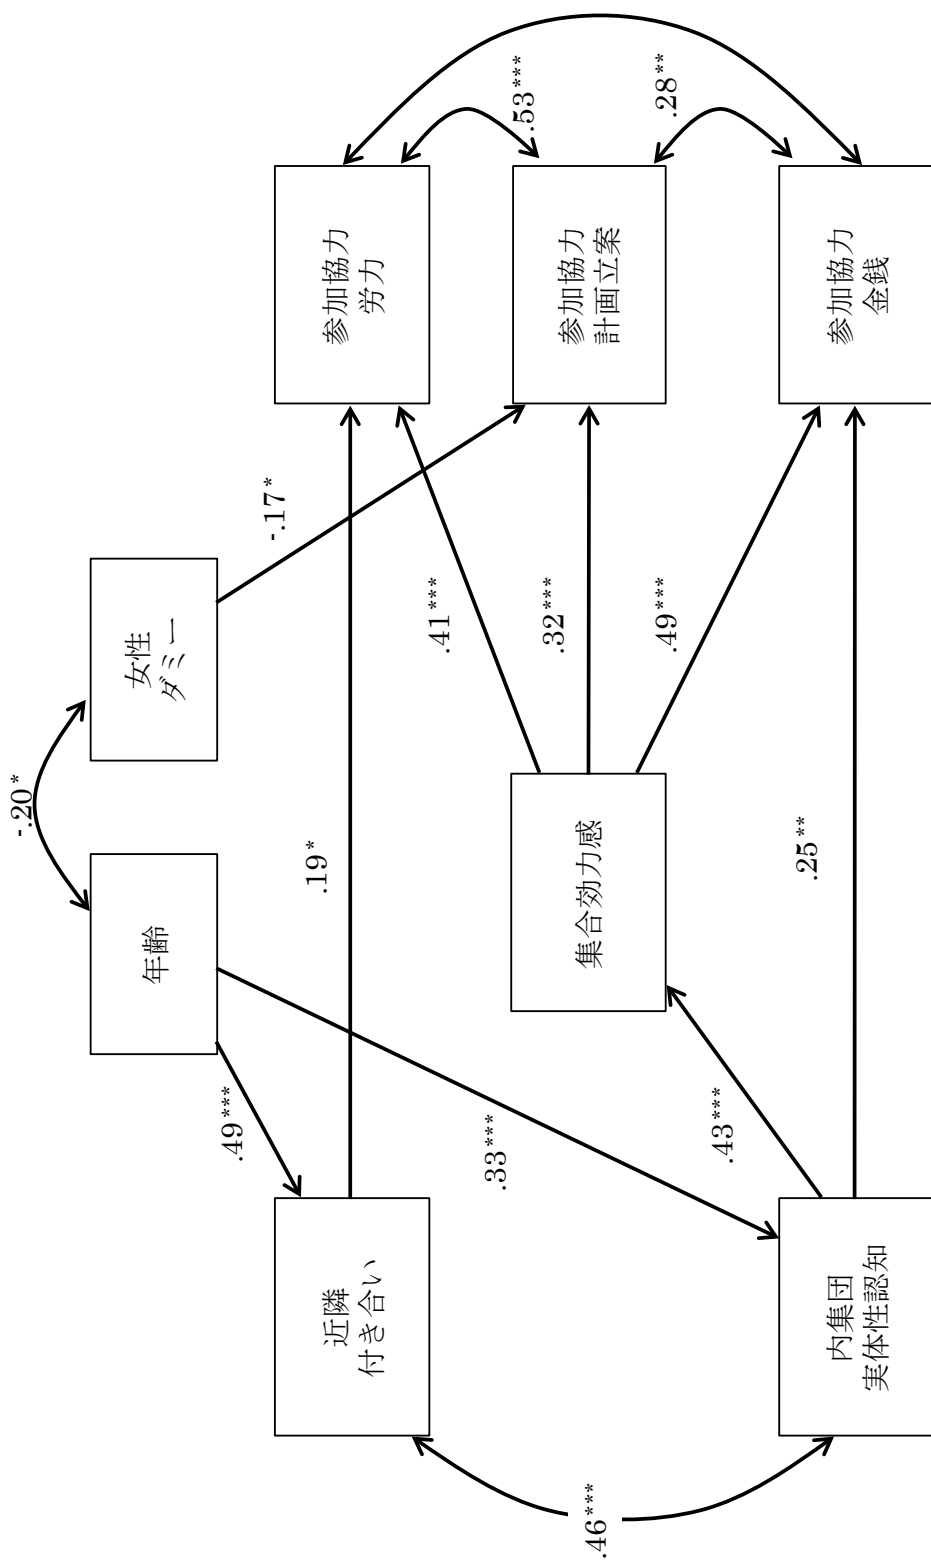 -.20*
年齢
女性
ダミー
.49***
-.17*
近隣
付き合い
.19*
参加協力
労力
.33***
.41***
.53***
集合効力感
.32***
参加協力
計画立案
.46***
.43***
.49***
.28**
内集団
実体性認知
.25**
参加協力
金銭